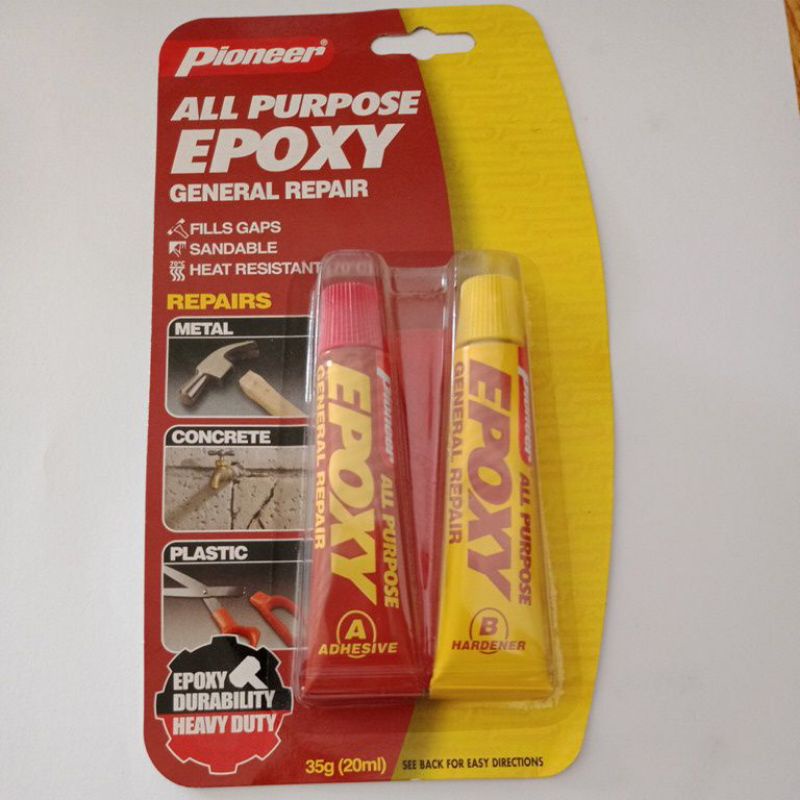 Pioneer®
ALL PURPOSE
EPOXY
GENERAL REPAIR
FILLS GAPS
SANDABLE
70°C
HEAT RESISTANT 70°C
REPAIRS
METAL
CONCRETE
PLASTIC
EPOXY
DURABILITY
HEAVY DUTY
Pioneer
ALL PURPOSE
EPOXY
GENERAL REPAIR
A
ADHESIVE
Pioneer
ALL PURPOSE
EPOXY
GENERAL REPAIR
B
HARDENER
35g (20ml)
SEE BACK FOR EASY DIRECTIONS